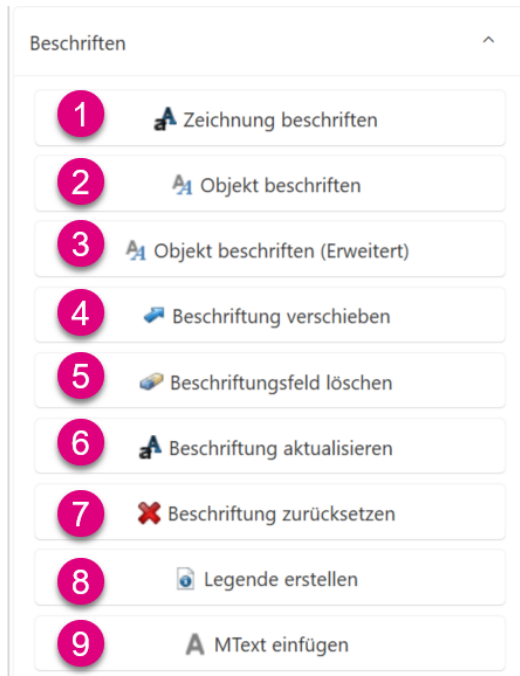 Beschriften
1 Zeichnung beschriften
2 Objekt beschriften
3 Objekt beschriften (Erweitert)
4 Beschriftung verschieben
5 Beschriftungsfeld löschen
6 Beschriftung aktualisieren
7 Beschriftung zurücksetzen
8 Legende erstellen
9 MText einfügen